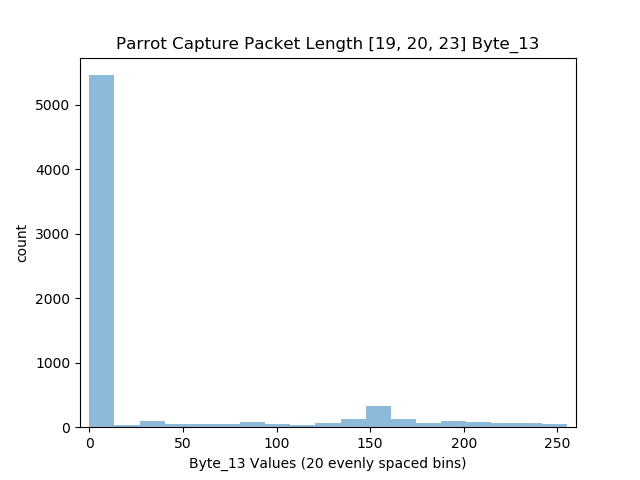 Parrot Capture Packet Length [19, 20, 23] Byte_13
5000
4000
3000
2000
1000
0
count
0 50 100 150 200 250
Byte_13 Values (20 evenly spaced bins)